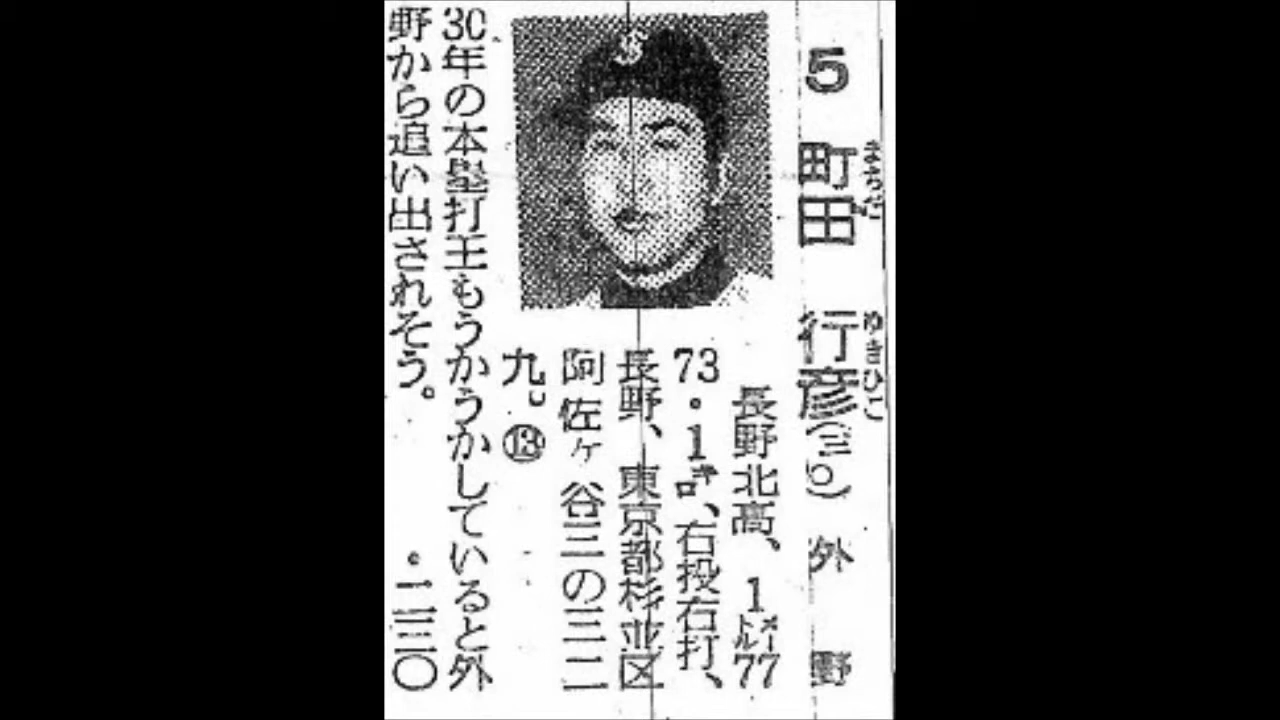 5 町田 行彦(三〇) 外野
まちだ ゆきひこ
長野北高、1メートル77
73・1キロ、右投右打、
長野、東京都杉並区
阿佐ヶ谷三の三二
九。⑬
30年の本塁打王もうかうかしていると外
野から追い出されそう。 ・二三〇